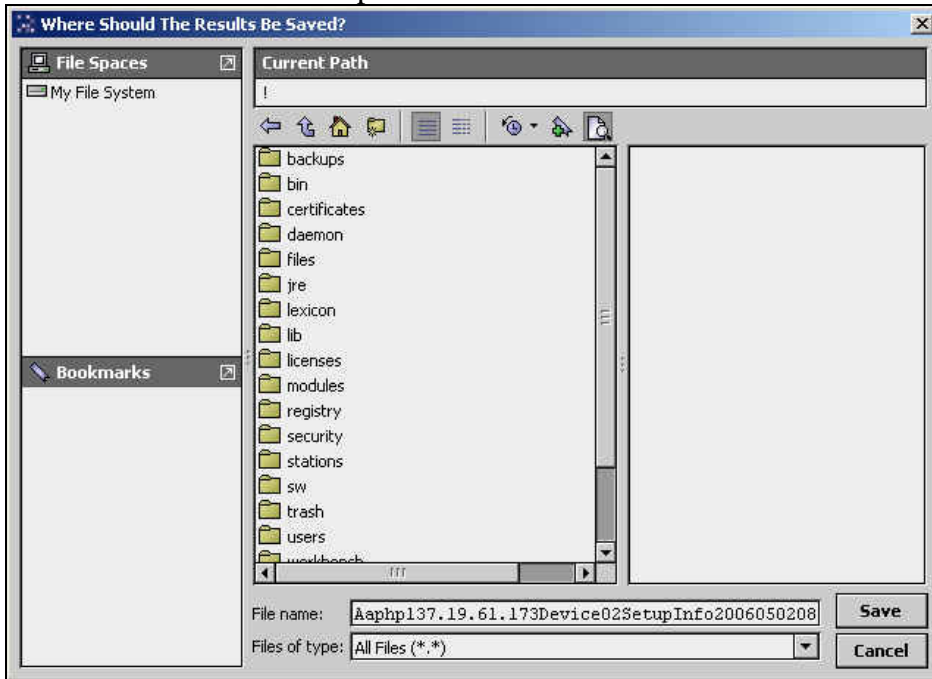 Where Should The Results Be Saved?
File Spaces
My File System
Bookmarks
Current Path
!
backups
bin
certificates
daemon
files
jre
lexicon
lib
licenses
modules
registry
security
stations
sw
trash
users
workbench
File name: Aaphp137.19.61.173Device02SetupInfo2006050208
Save
Files of type: All Files (*.*)
Cancel